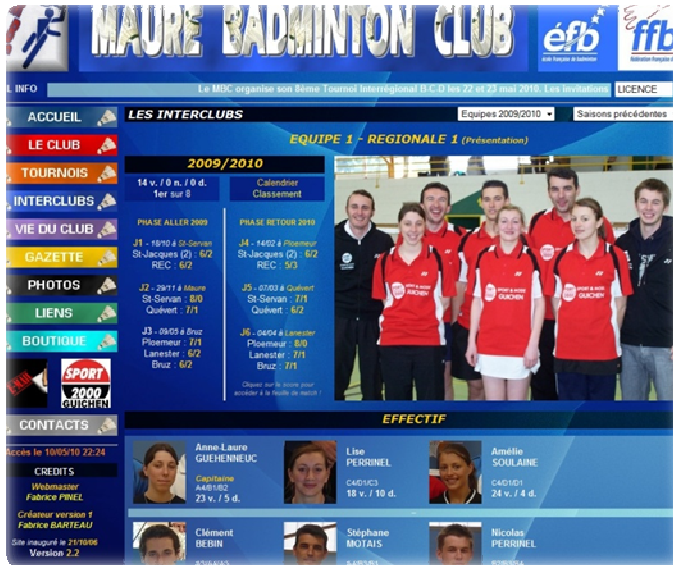 MAURE BADMINTON CLUB
éfb
école Française de Badminton
ffb
L INFO
Le MBC organise son 8ème Tournoi Interrégional B-C-D les 22 et 23 mai 2010. Les invitations
LICENCE
ACCUEIL
LE CLUB
TOURNOIS
INTERCLUBS
VIE DU CLUB
GAZETTE
PHOTOS
LIENS
BOUTIQUE
SPORT
2000
GUICHEN
CONTACTS
Accès le 10/05/10 22:24
CREDITS
Webmaster
Fabrice PINEL
Créateur version 1
Fabrice BARTEAU
Site inauguré le 21/10/06
Version 2.2
LES INTERCLUBS
Equipes 2009/2010
Saisons précédentes
EQUIPE 1 - REGIONALE 1 (Présentation)
2009/2010
14 v. / 0 n. / 0 d.
1er sur 8
Calendrier
Classement
PHASE ALLER 2009
J1 - 18/10 à St-Servan
St-Jacques (2) : 6/2
REC : 6/2
J2 - 29/11 à Maure
St-Servan : 8/0
Quévert : 7/1
à Bruz
Ploemeur : 7/1
Lanester : 6/2
Bruz : 6/2
PHASE RETOUR 2010
J4 - 14/02 à Ploemeur
St-Jacques (2) : 6/2
REC : 5/3
J5 - 07/03 à Quévert
St-Servan : 7/1
Quévert : 6/2
J6 - 04/04 à Lanester
Ploemeur : 8/0
Lanester : 7/1
Bruz : 7/1
Cliquez sur le score pour
accéder à la feuille de match !
SPORT & MORE
GUICHEN
EFFECTIF
Anne-Laure
GUEHENNEUC
Capitaine
A4/B1/B2
23 v. / 5 d.
Lise
PERRINEL
C4/D1/C3
18 v. / 10 d.
Amélie
SOULAINE
C4/D1/D1
24 v. / 4 d.
Clément
BEBIN
Stéphane
MOTAIS
Nicolas
PERRINEL